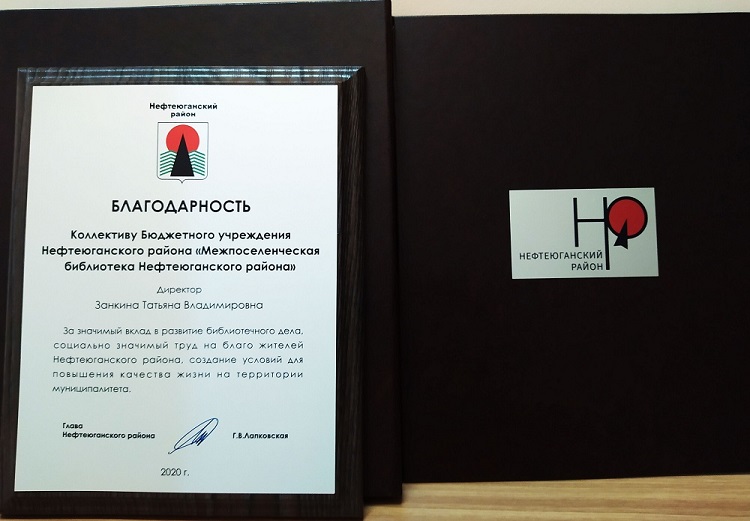 Нефтеюганский
район
БЛАГОДАРНОСТЬ
Коллективу Бюджетного учреждения
Нефтеюганского района «Межпоселенческая
библиотека Нефтеюганского района»
Директор
Занкина Татьяна Владимировна
За значимый вклад в развитие библиотечного дела,
социально значимый труд на благо жителей
Нефтеюганского района, создание условий для
повышения качества жизни на территории
муниципалитета.
Глава
Нефтеюганского района
Г.В.Лапковская
2020 г.
НР
НЕФТЕЮГАНСКИЙ
РАЙОН